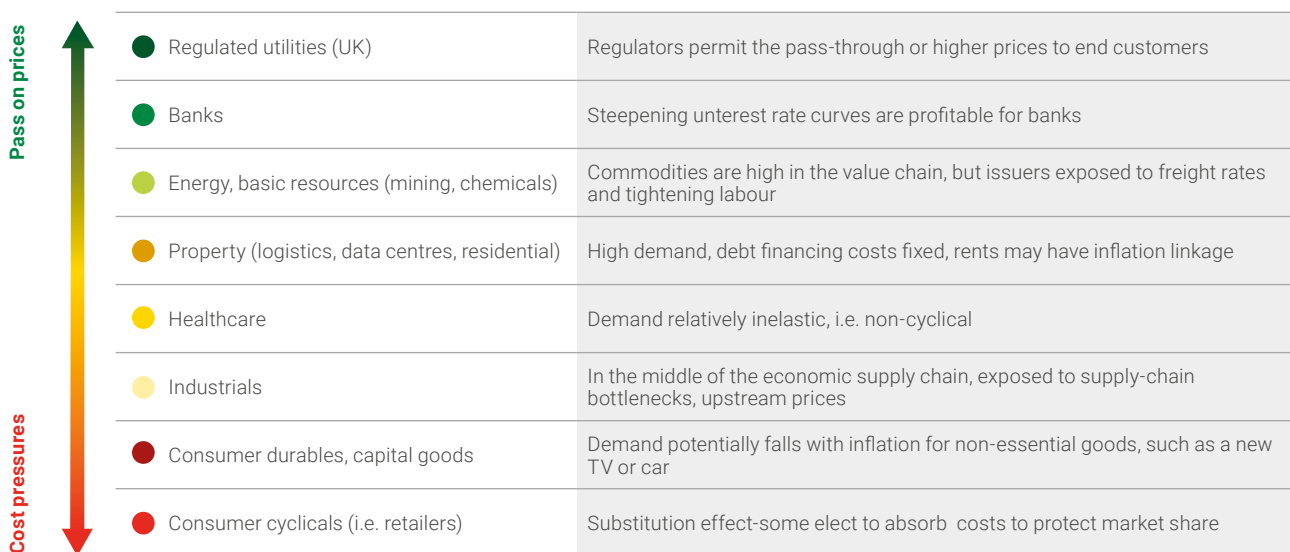 Pass on prices
Regulated utilities (UK)
Regulators permit the pass-through or higher prices to end customers
Banks
Steepening unterest rate curves are profitable for banks
Energy, basic resources (mining, chemicals)
Commodities are high in the value chain, but issuers exposed to freight rates
and tightening labour
Property (logistics, data centres, residential)
High demand, debt financing costs fixed, rents may have inflation linkage
Healthcare
Demand relatively inelastic, i.e. non-cyclical
Industrials
In the middle of the economic supply chain, exposed to supply-chain
bottlenecks, upstream prices
Cost pressures
Consumer durables, capital goods
Demand potentially falls with inflation for non-essential goods, such as a new
TV or car
Consumer cyclicals (i.e. retailers)
Substitution effect-some elect to absorb costs to protect market share